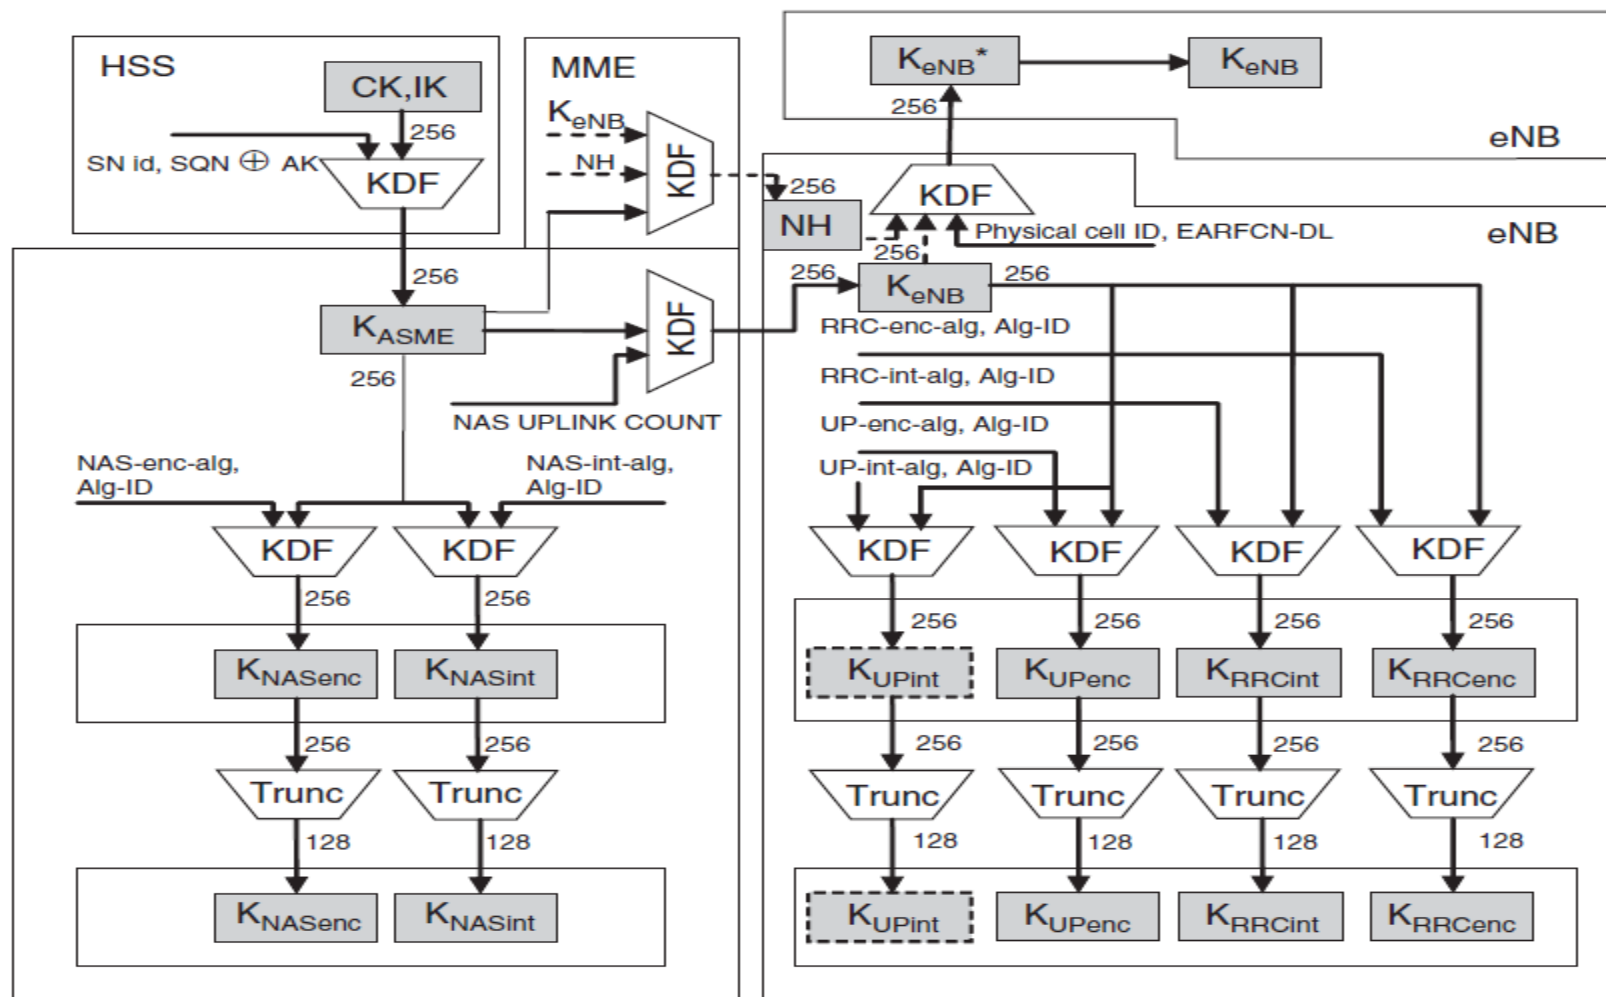 HSS
CK,IK
256
SN id, SQN ⊕ AK
KDF
256
MME
KeNB
NH
KDF
KeNB*
KeNB
256
eNB
KDF
256
NH
256
Physical cell ID, EARFCN-DL
eNB
KASME
256
KDF
NAS UPLINK COUNT
256
KeNB
256
RRC-enc-alg, Alg-ID
RRC-int-alg, Alg-ID
UP-enc-alg, Alg-ID
UP-int-alg, Alg-ID
NAS-enc-alg,
Alg-ID
NAS-int-alg,
Alg-ID
KDF KDF
KDF KDF KDF KDF
256 256
256 256 256 256
KNASenc KNASint
KUPint KUPenc KRRCint KRRCenc
256 256
256 256 256 256
Trunc Trunc
Trunc Trunc Trunc Trunc
128 128
128 128 128 128
KNASenc KNASint
KUPint KUPenc KRRCint KRRCenc